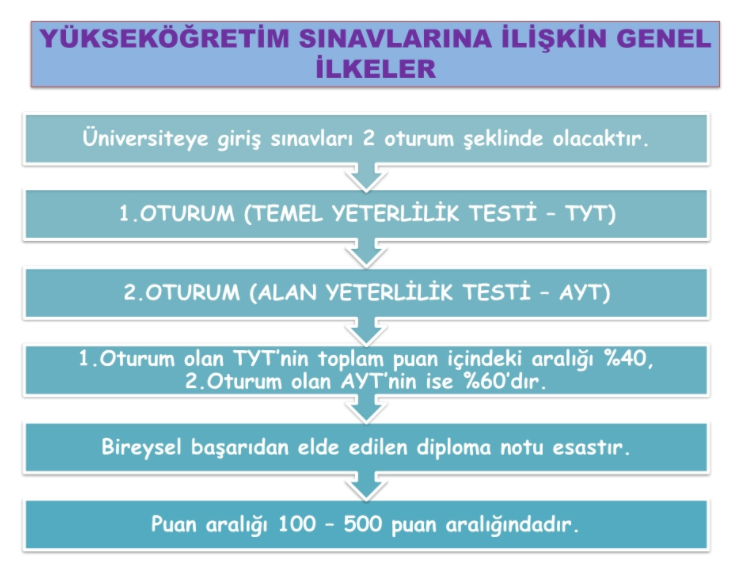 YÜKSEKÖĞRETİM SINAVLARINA İLİŞKİN GENEL
İLKELER
Üniversiteye giriş sınavları 2 oturum şeklinde olacaktır.
1.OTURUM (TEMEL YETERLİLİK TESTİ – TYT)
2.OTURUM (ALAN YETERLİLİK TESTİ – AYT)
1.Oturum olan TYT’nin toplam puan içindeki aralığı %40,
2.Oturum olan AYT’nin ise %60’dır.
Bireysel başarıdan elde edilen diploma notu esastır.
Puan aralığı 100 – 500 puan aralığındadır.